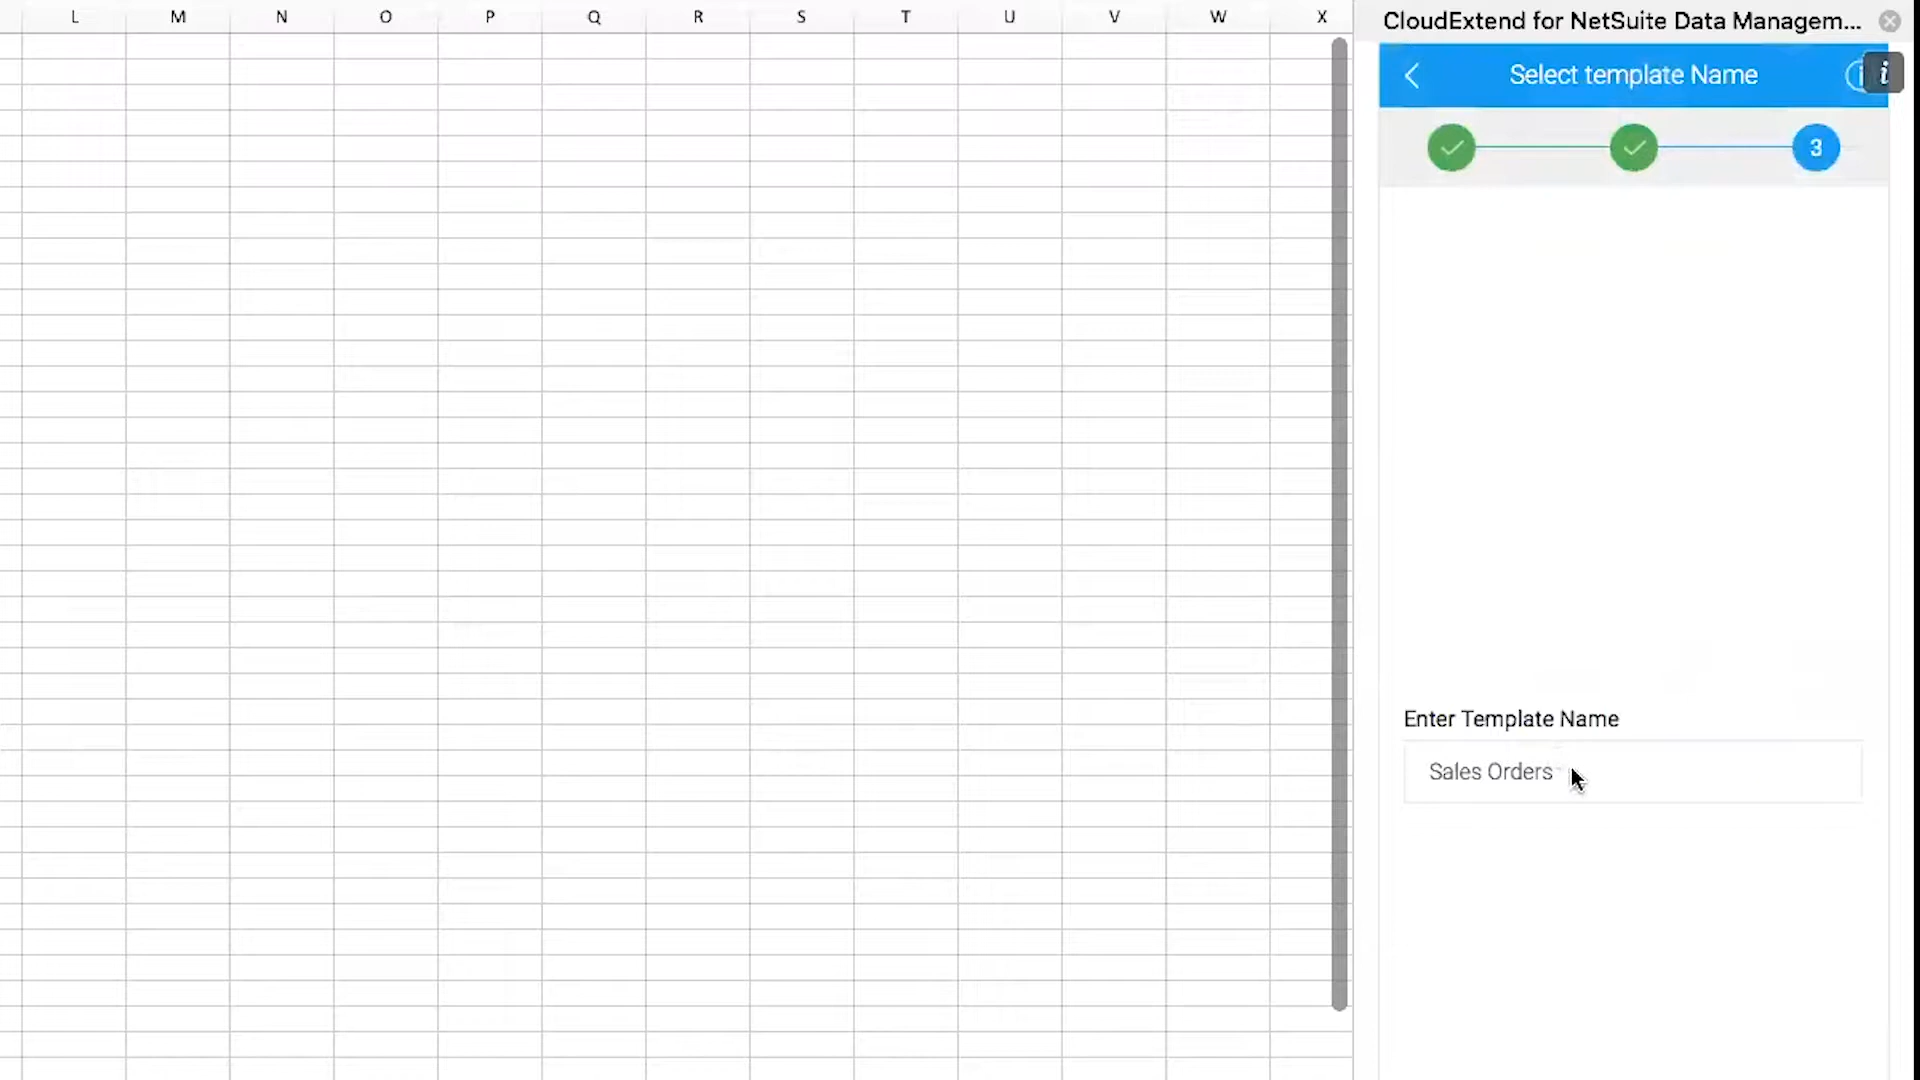 L M N O P Q R S T U V W X
CloudExtend for NetSuite Data Managem...
Select template Name
i
3
Enter Template Name
Sales Orders